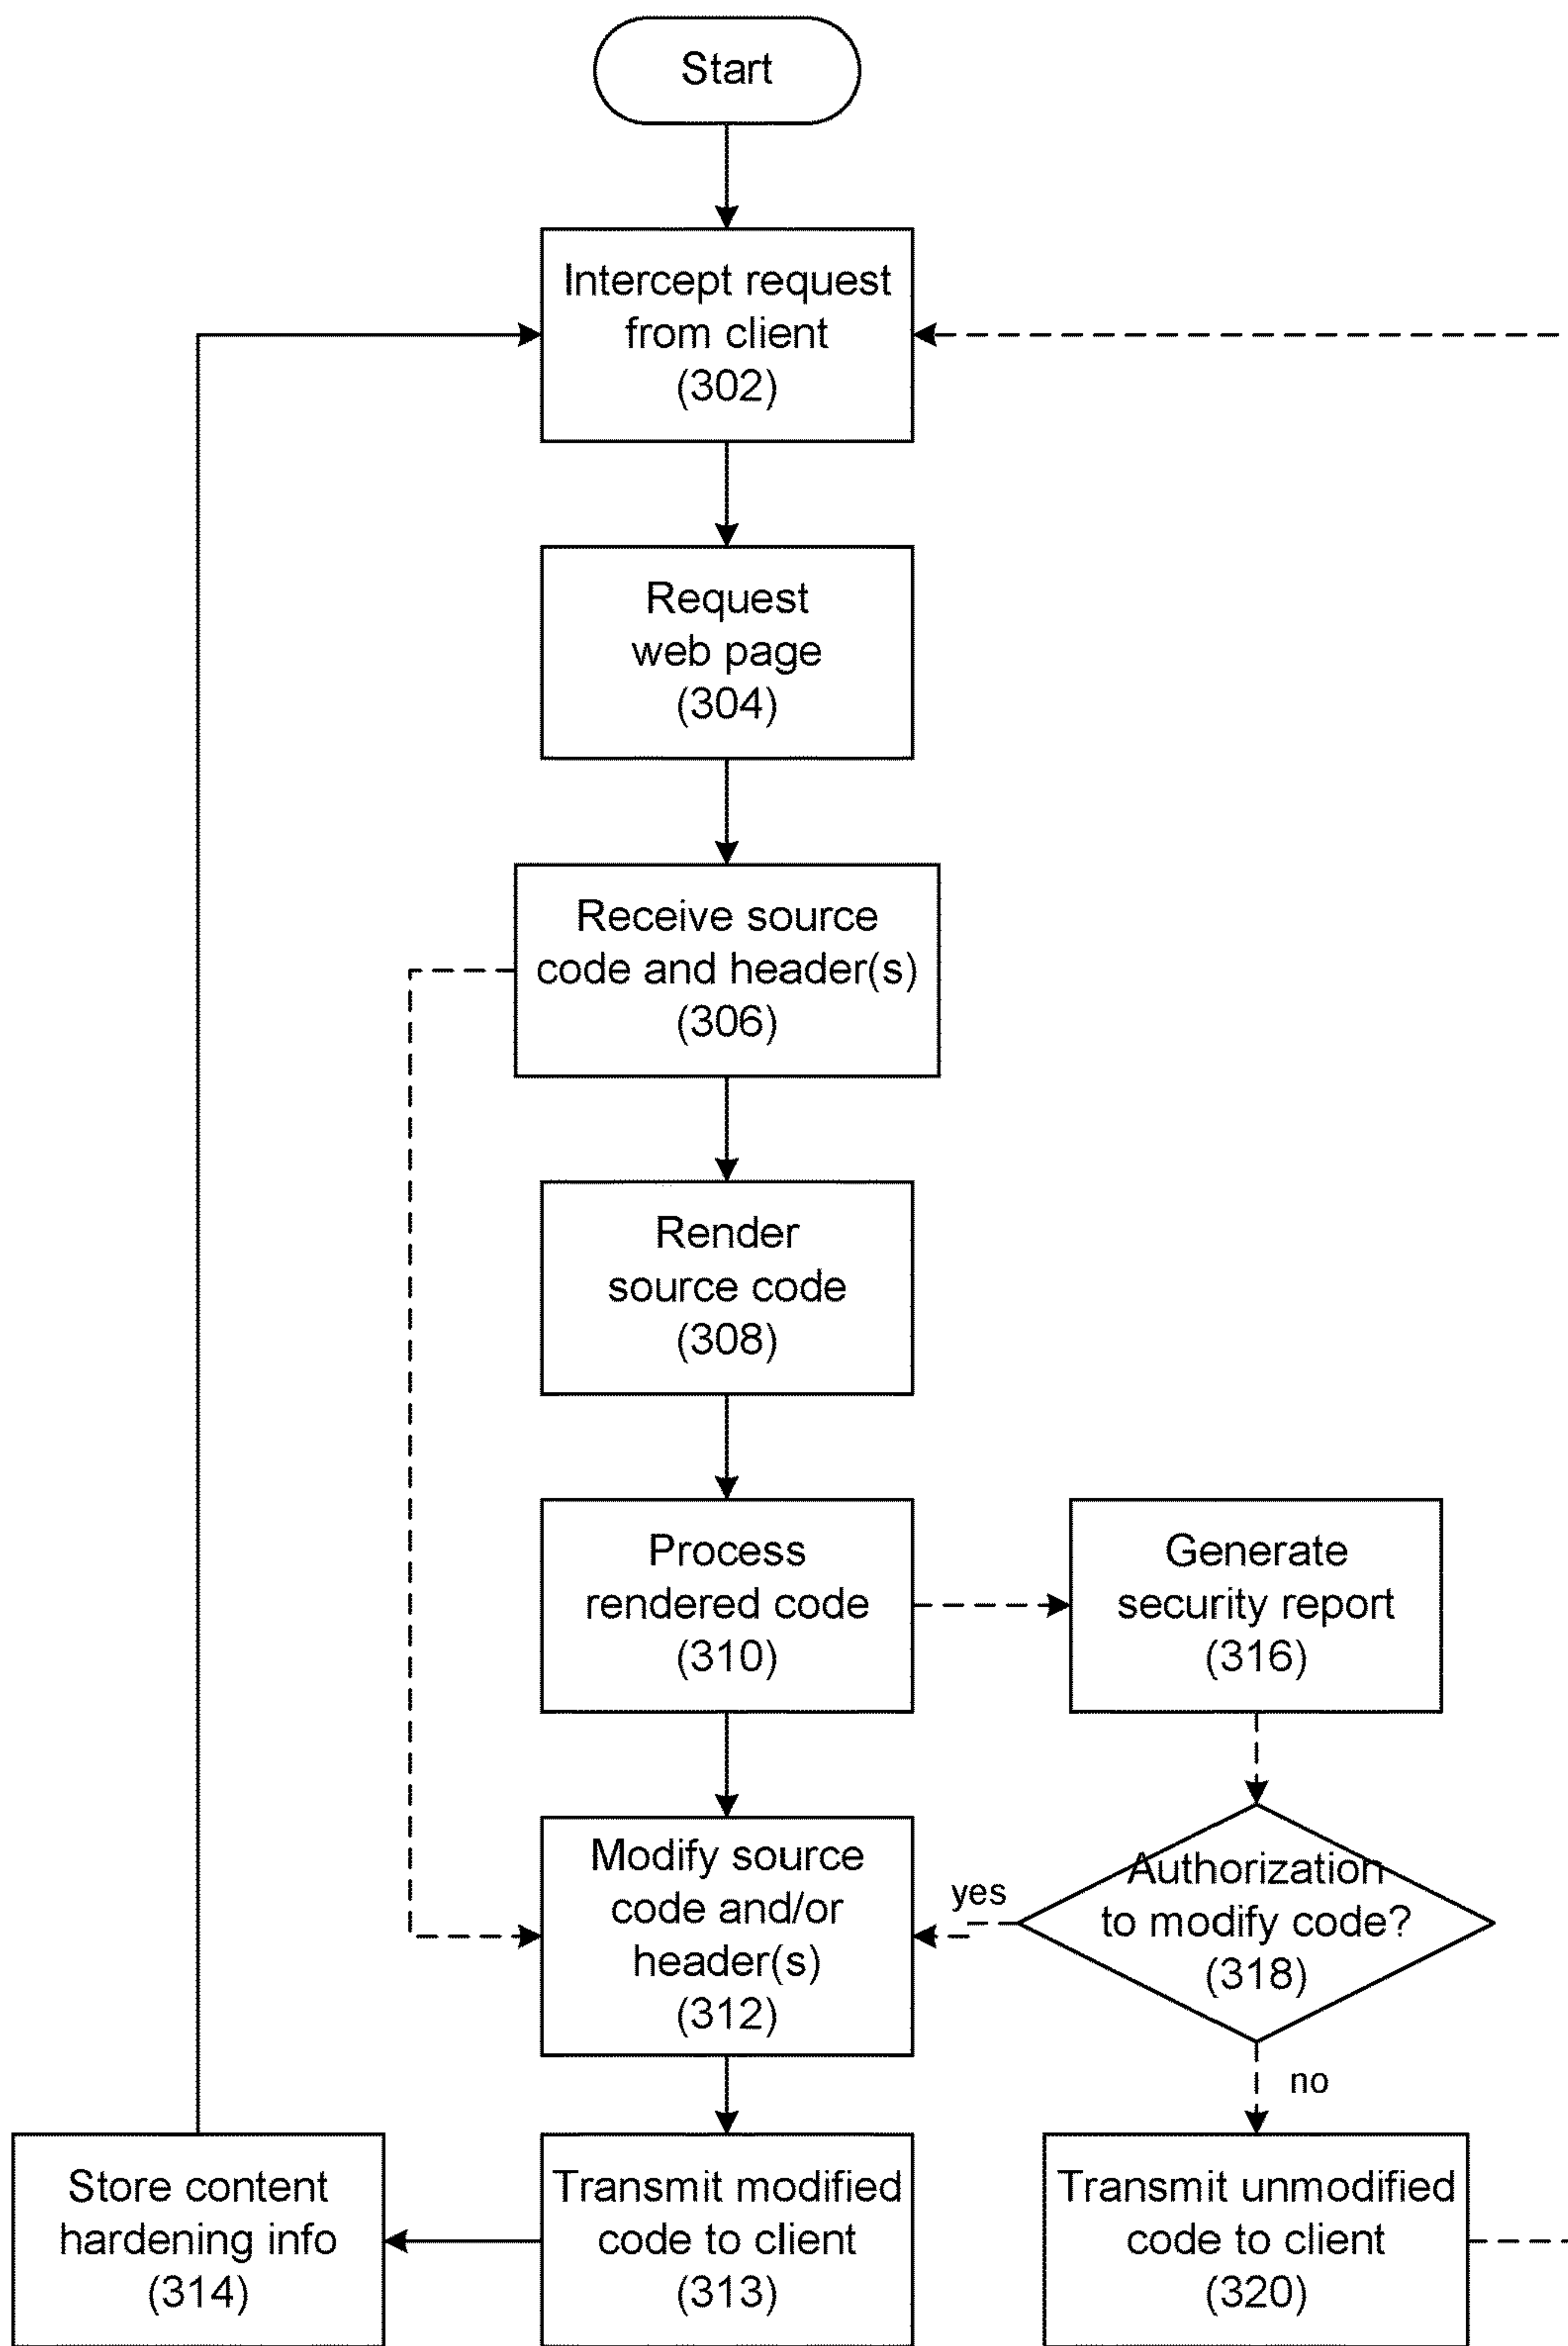 Start
Intercept request
from client
(302)
Request
web page
(304)
Receive source
code and header(s)
(306)
Render
source code
(308)
Process
rendered code
(310)
Generate
security report
(316)
Modify source
code and/or
header(s)
(312)
yes
Authorization
to modify code?
(318)
no
Store content
hardening info
(314)
Transmit modified
code to client
(313)
Transmit unmodified
code to client
(320)